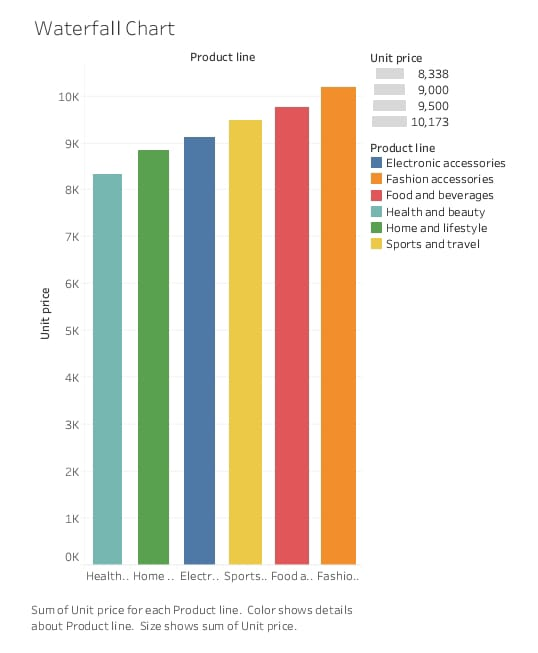 Waterfall Chart
Product line
Unit price
8,338
9,000
9,500
10,173
Product line
Electronic accessories
Fashion accessories
Food and beverages
Health and beauty
Home and lifestyle
Sports and travel
Unit price
10K
9K
8K
7K
6K
5K
4K
3K
2K
1K
0K
Health.. Home .. Electr.. Sports.. Food a.. Fashio..
Sum of Unit price for each Product line. Color shows details
about Product line. Size shows sum of Unit price.